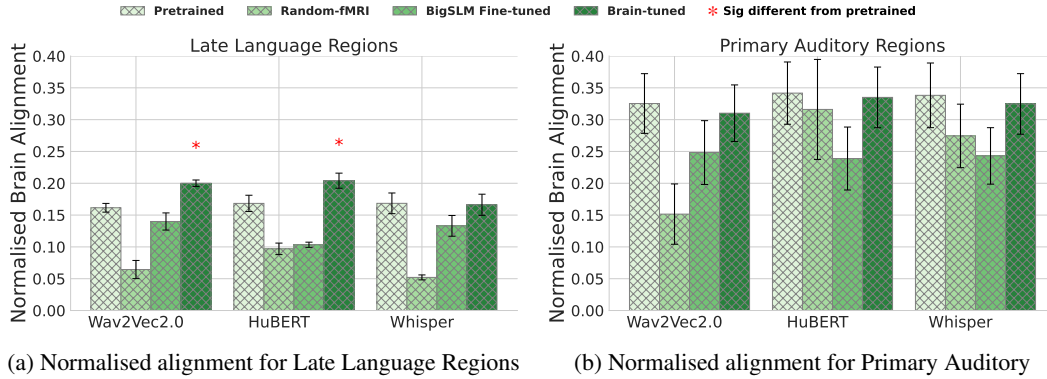 Pretrained Random-fMRI BigSLM Fine-tuned Brain-tuned * Sig different from pretrained
Late Language Regions
Normalised Brain Alignment
0.40
0.35
0.30
0.25
0.20
0.15
0.10
0.05
0.00
*
*
Wav2Vec2.0 HuBERT Whisper
(a) Normalised alignment for Late Language Regions
Primary Auditory Regions
Normalised Brain Alignment
0.40
0.35
0.30
0.25
0.20
0.15
0.10
0.05
0.00
Wav2Vec2.0 HuBERT Whisper
(b) Normalised alignment for Primary Auditory